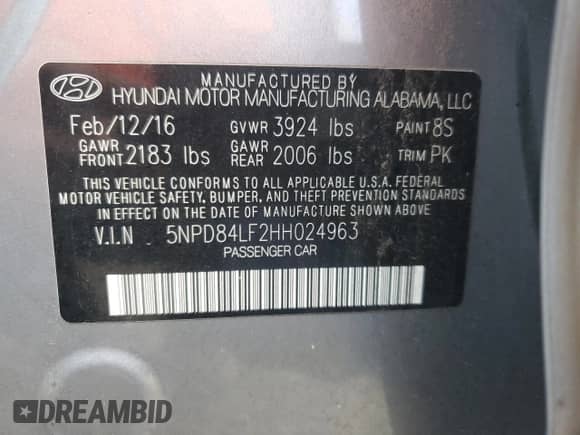 MANUFACTURED BY
HYUNDAI MOTOR MANUFACTURING ALABAMA, LLC
Feb/12/16 GVWR 3924 lbs PAINT 8S
GAWR FRONT 2183 lbs GAWR REAR 2006 lbs TRIM PK
THIS VEHICLE CONFORMS TO ALL APPLICABLE U.S.A. FEDERAL
MOTOR VEHICLE SAFETY, BUMPER, AND THEFT PREVENTION STANDARDS
IN EFFECT ON THE DATE OF MANUFACTURE SHOWN ABOVE.
V.I.N 5NPD84LF2HH024963
PASSENGER CAR
DREAMBID